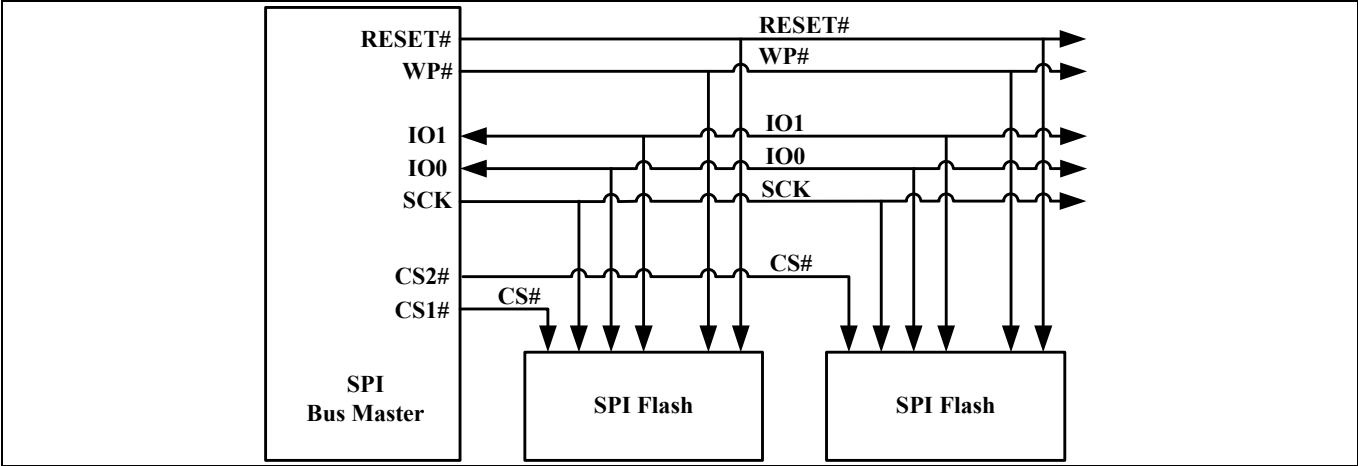 RESET#
RESET#
WP#
WP#
IO1
IO1
IO0
IO0
SCK
SCK
CS2#
CS#
CS1#
CS#
SPI
Bus Master
SPI Flash
SPI Flash